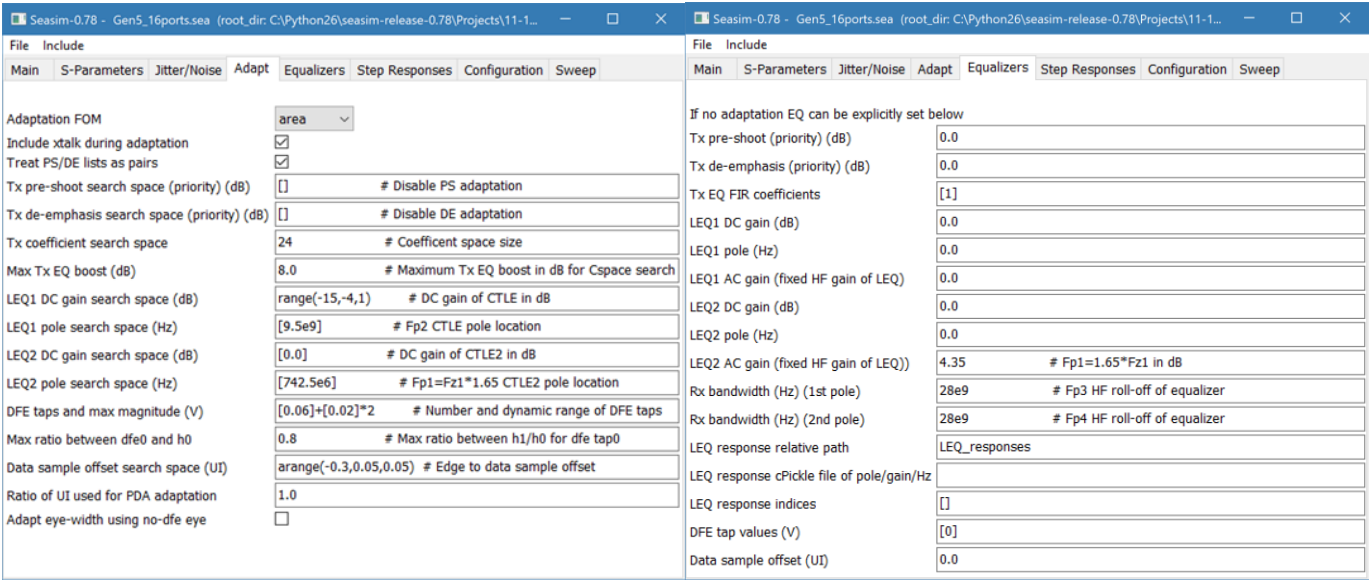 Seasim-0.78 - Gen5_16ports.sea (root_dir: C:\Python26\seasim-release-0.78\Projects\11-1...
File Include
Main S-Parameters Jitter/Noise Adapt Equalizers Step Responses Configuration Sweep
Adaptation FOM area
Include xtalk during adaptation
Treat PS/DE lists as pairs
Tx pre-shoot search space (priority) (dB) [] # Disable PS adaptation
Tx de-emphasis search space (priority) (dB) [] # Disable DE adaptation
Tx coefficient search space 24 # Coefficent space size
Max Tx EQ boost (dB) 8.0 # Maximum Tx EQ boost in dB for Cspace search
LEQ1 DC gain search space (dB) range(-15,-4,1) # DC gain of CTLE in dB
LEQ1 pole search space (Hz) [9.5e9] # Fp2 CTLE pole location
LEQ2 DC gain search space (dB) [0.0] # DC gain of CTLE2 in dB
LEQ2 pole search space (Hz) [742.5e6] # Fp1=Fz1*1.65 CTLE2 pole location
DFE taps and max magnitude (V) [0.06]+[0.02]*2 # Number and dynamic range of DFE taps
Max ratio between dfe0 and h0 0.8 # Max ratio between h1/h0 for dfe tap0
Data sample offset search space (UI) arange(-0.3,0.05,0.05) # Edge to data sample offset
Ratio of UI used for PDA adaptation 1.0
Adapt eye-width using no-dfe eye
Seasim-0.78 - Gen5_16ports.sea (root_dir: C:\Python26\seasim-release-0.78\Projects\11-1...
File Include
Main S-Parameters Jitter/Noise Adapt Equalizers Step Responses Configuration Sweep
If no adaptation EQ can be explicitly set below
Tx pre-shoot (priority) (dB) 0.0
Tx de-emphasis (priority) (dB) 0.0
Tx EQ FIR coefficients [1]
LEQ1 DC gain (dB) 0.0
LEQ1 pole (Hz) 0.0
LEQ1 AC gain (fixed HF gain of LEQ) 0.0
LEQ2 DC gain (dB) 0.0
LEQ2 pole (Hz) 0.0
LEQ2 AC gain (fixed HF gain of LEQ)) 4.35 # Fp1=1.65*Fz1 in dB
Rx bandwidth (Hz) (1st pole) 28e9 # Fp3 HF roll-off of equalizer
Rx bandwidth (Hz) (2nd pole) 28e9 # Fp4 HF roll-off of equalizer
LEQ response relative path LEQ_responses
LEQ response cPickle file of pole/gain/Hz
LEQ response indices []
DFE tap values (V) [0]
Data sample offset (UI) 0.0